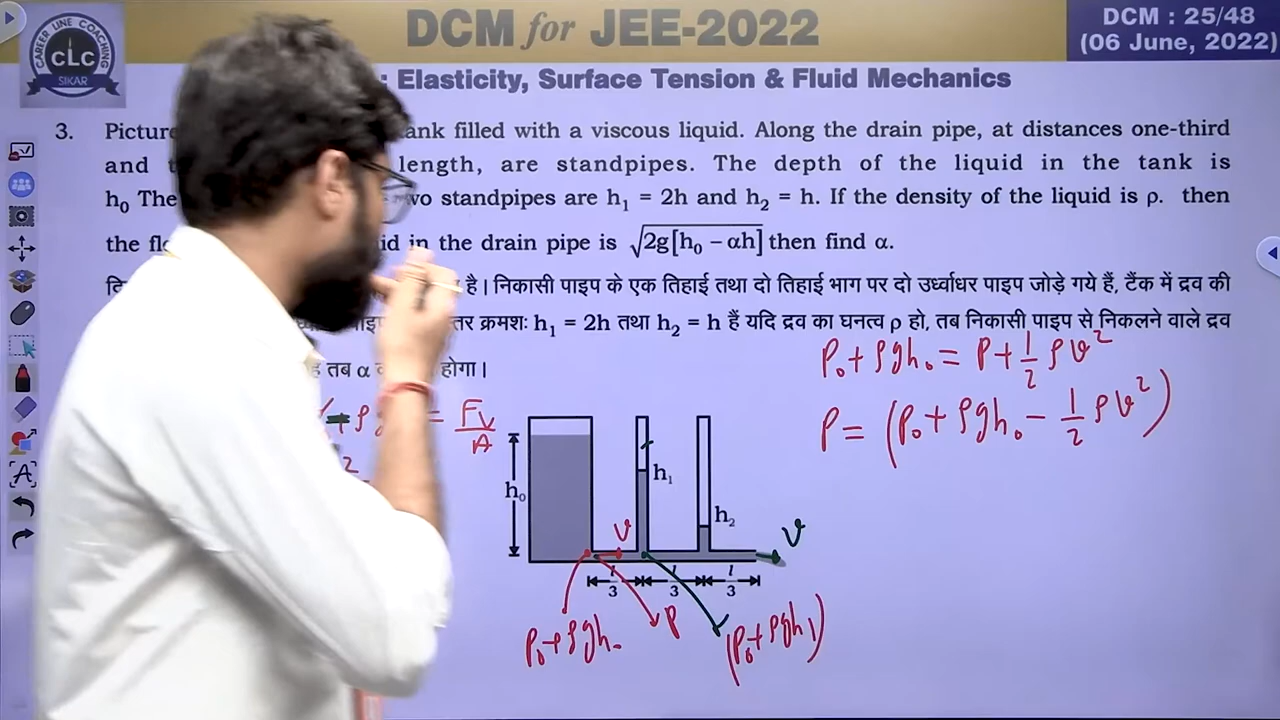 DCM for JEE-2022
DCM : 25/48
(06 June, 2022)
CAREER LINE COACHING
CLC
SIKAR
: Elasticity, Surface Tension & Fluid Mechanics
3. Picture ank filled with a viscous liquid. Along the drain pipe, at distances one-third
and length, are standpipes. The depth of the liquid in the tank is
h₀ The wo standpipes are h₁ = 2h and h₂ = h. If the density of the liquid is ρ. then
the fl id in the drain pipe is √2g[h₀ – αh] then find α.
है। निकासी पाइप के एक तिहाई तथा दो तिहाई भाग पर दो उर्ध्वाधर पाइप जोड़े गये हैं, टैंक में द्रव की
तर क्रमशः h₁ = 2h तथा h₂ = h हैं यदि द्रव का घनत्व ρ हो, तब निकासी पाइप से निकलने वाले द्रव
है तब α होगा।
P₀ + ρgh₀ = P + 1/2 ρv²
P = (P₀ + ρgh₀ – 1/2 ρv²)
= Fv/A
h₀
h₁
h₂
v
v
l/3 l/3 l/3
P₀ + ρgh₀
P
(P₀ + ρgh₁)